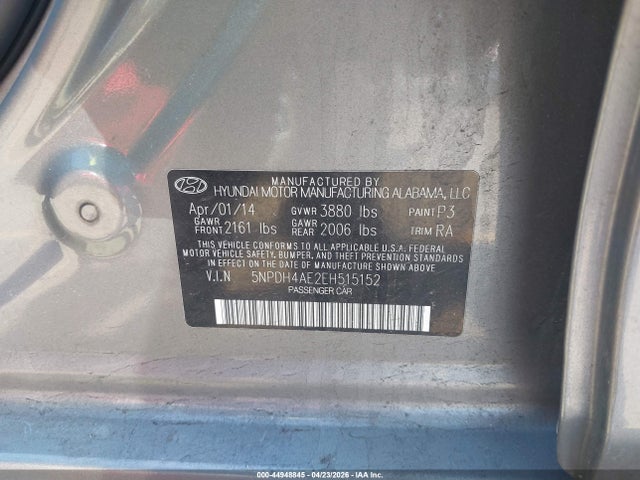 MANUFACTURED BY
HYUNDAI MOTOR MANUFACTURING ALABAMA, LLC
Apr/01/14 GVWR 3880 lbs PAINT P3
GAWR FRONT 2161 lbs GAWR REAR 2006 lbs TRIM RA
THIS VEHICLE CONFORMS TO ALL APPLICABLE U.S.A. FEDERAL
MOTOR VEHICLE SAFETY, BUMPER, AND THEFT PREVENTION STANDARDS
IN EFFECT ON THE DATE OF MANUFACTURE SHOWN ABOVE.
V.I.N 5NPDH4AE2EH515152
PASSENGER CAR
000-44948845 - 04/23/2026 - IAA Inc.